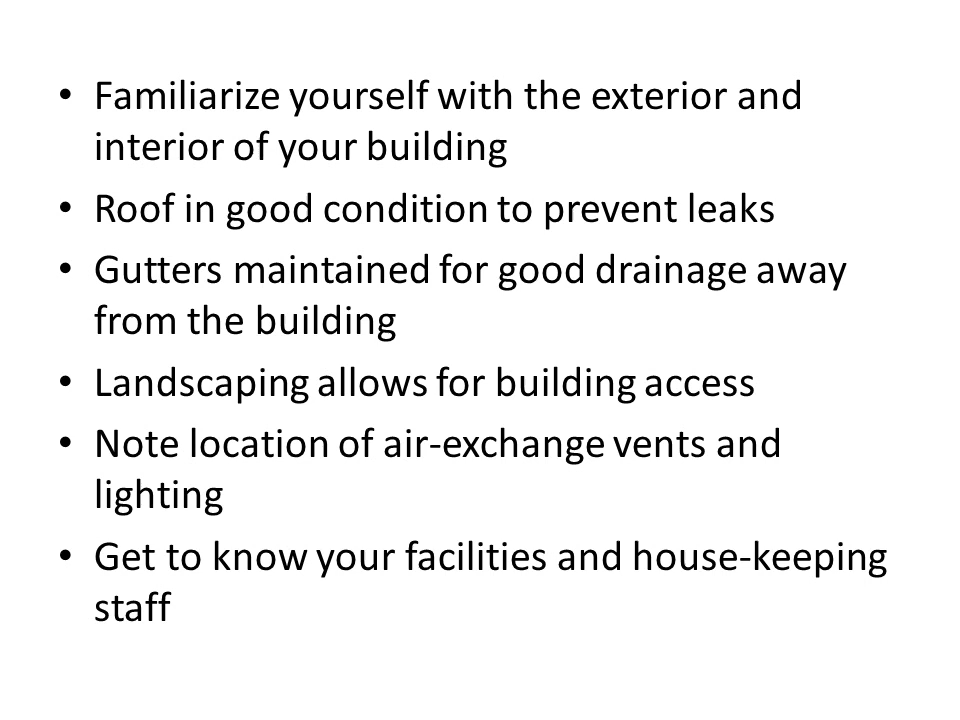 • Familiarize yourself with the exterior and
interior of your building
• Roof in good condition to prevent leaks
• Gutters maintained for good drainage away
from the building
• Landscaping allows for building access
• Note location of air-exchange vents and
lighting
• Get to know your facilities and house-keeping
staff